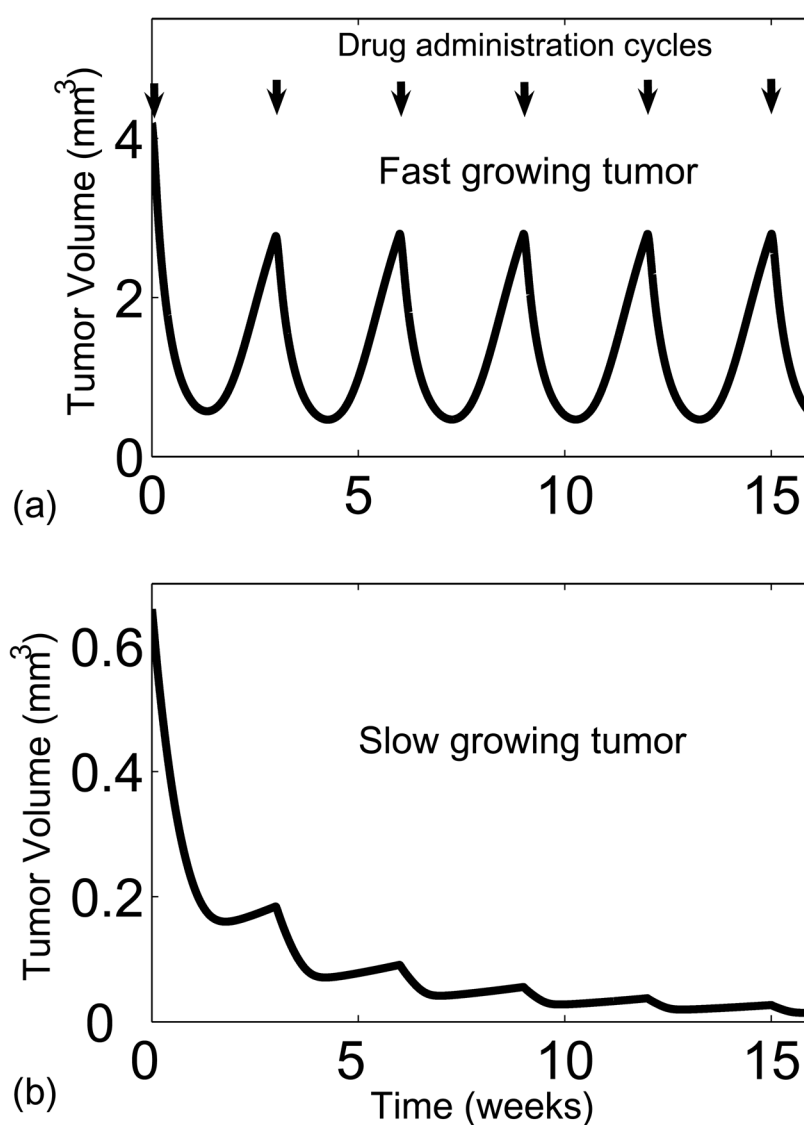 Drug administration cycles
Tumor Volume (mm³)
4
Fast growing tumor
2
0
0 5 10 15
(a)
Tumor Volume (mm³)
0.6
Slow growing tumor
0.4
0.2
0
0 5 10 15
(b)
Time (weeks)